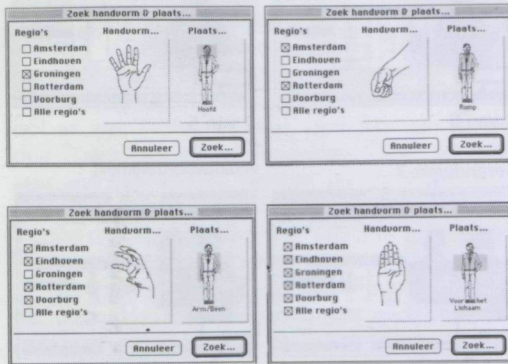 Zoek handvorm & plaats...
Regio's
Handvorm...
Plaats...
Amsterdam
Eindhoven
Groningen
Rotterdam
Voorburg
Alle regio's
Hoofd
Annuleer
Zoek...
Zoek handvorm & plaats...
Regio's
Handvorm...
Plaats...
Amsterdam
Eindhoven
Groningen
Rotterdam
Voorburg
Alle regio's
Romp
Annuleer
Zoek...
Zoek handvorm & plaats...
Regio's
Handvorm...
Plaats...
Amsterdam
Eindhoven
Groningen
Rotterdam
Voorburg
Alle regio's
Arm/Been
Annuleer
Zoek...
Zoek handvorm & plaats...
Regio's
Handvorm...
Plaats...
Amsterdam
Eindhoven
Groningen
Rotterdam
Voorburg
Alle regio's
Voor het
Lichaam
Annuleer
Zoek...